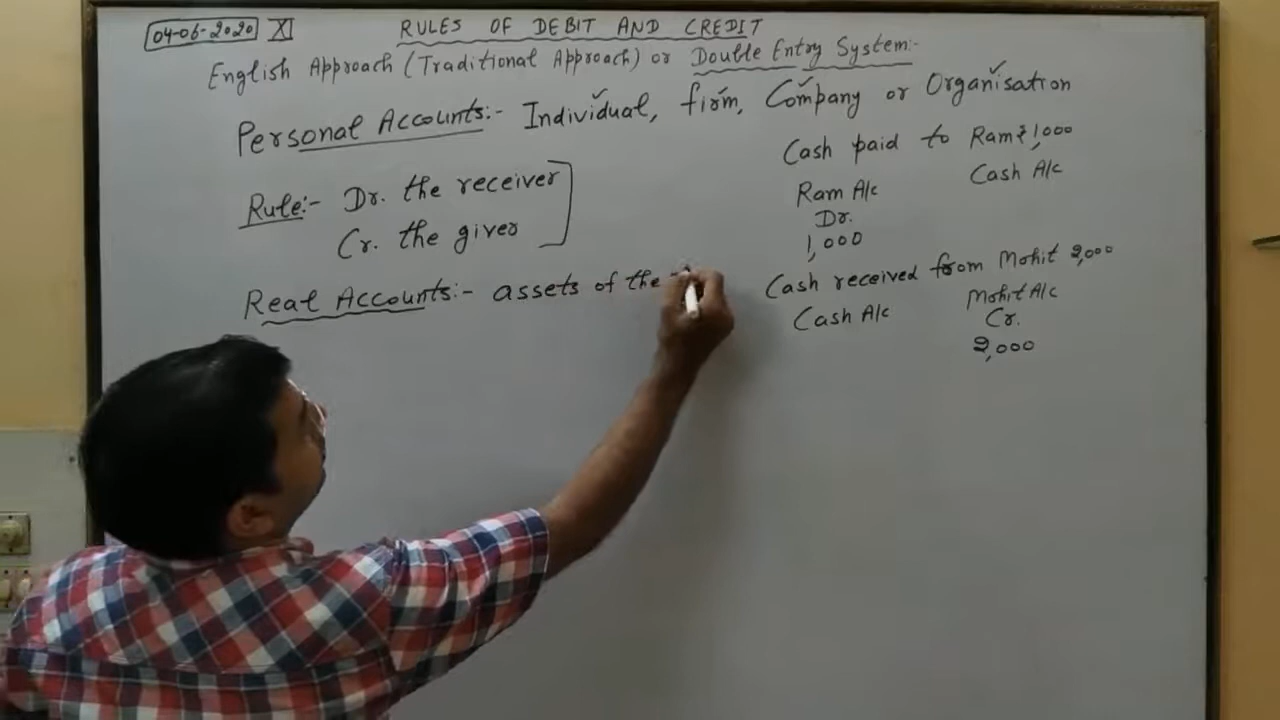 04-06-2020 XI
RULES OF DEBIT AND CREDIT
English Approach (Traditional Approach) or Double Entry System:-
Personal Accounts:- Individual, firm, Company or Organisation
Rule:- Dr. the receiver
Cr. the giver
Real Accounts:- assets of the
Cash paid to Ram ₹1,000
Ram A/c Cash A/c
Dr.
1,000
Cash received from Mohit 2,000
Cash A/c Mohit A/c
Cr.
2,000